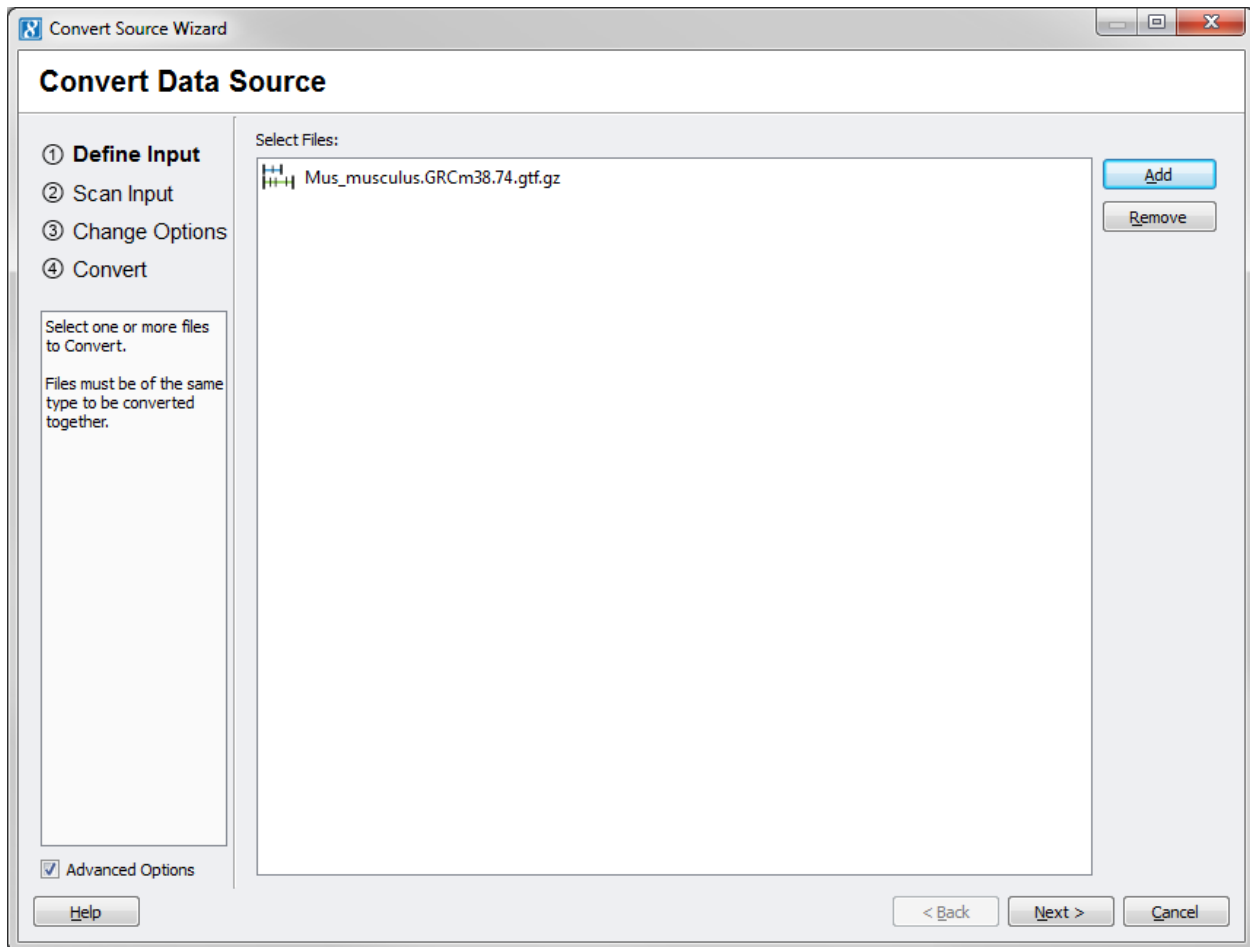 Convert Source Wizard
Convert Data Source
① Define Input
② Scan Input
③ Change Options
④ Convert
Select one or more files
to Convert.
Files must be of the same
type to be converted
together.
Advanced Options
Select Files:
Mus_musculus.GRCm38.74.gtf.gz
Add
Remove
Help
< Back
Next >
Cancel